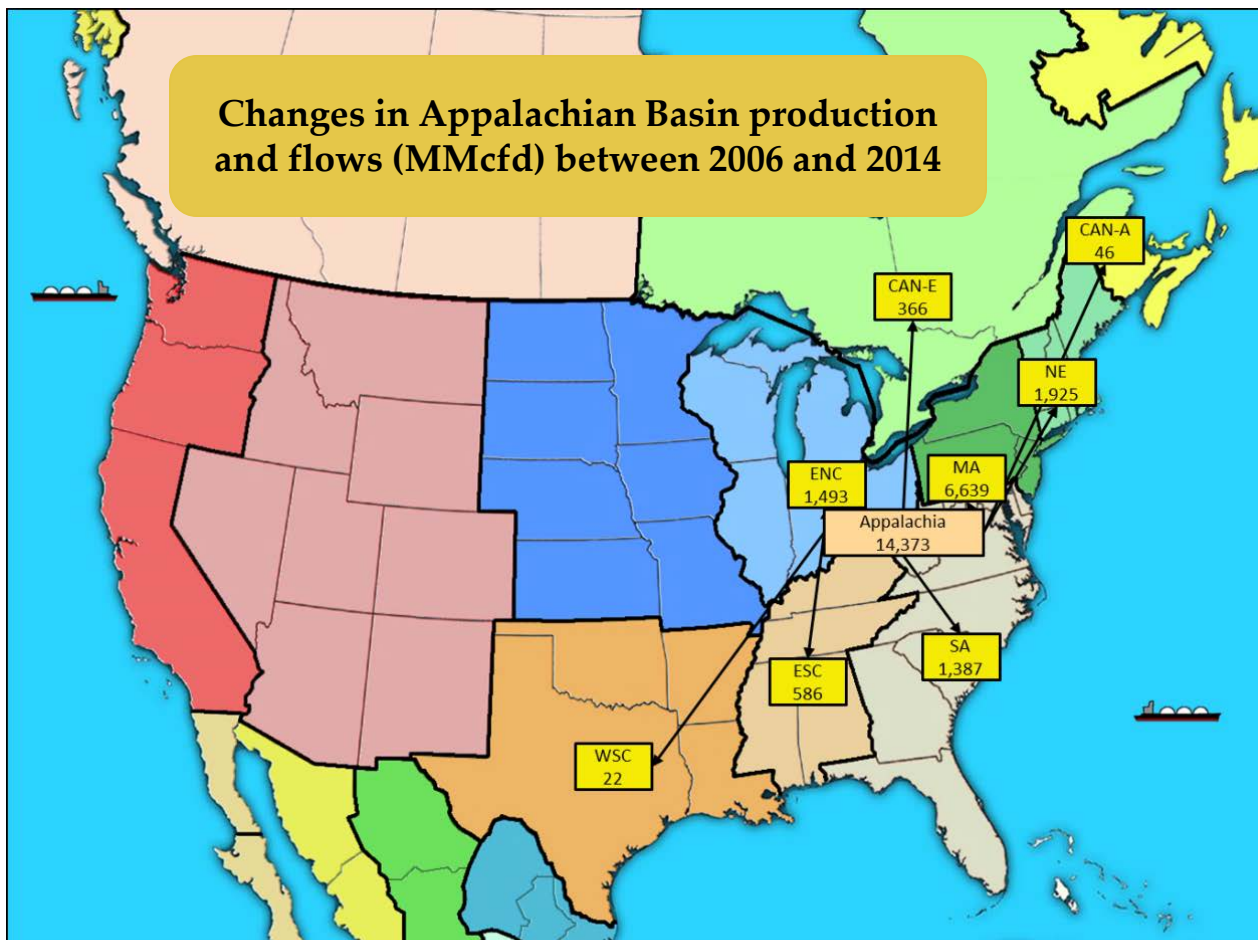 Changes in Appalachian Basin production
and flows (MMcfd) between 2006 and 2014
CAN-A
46
CAN-E
366
NE
1,925
ENC
1,493
MA
6,639
Appalachia
14,373
SA
1,387
ESC
586
WSC
22